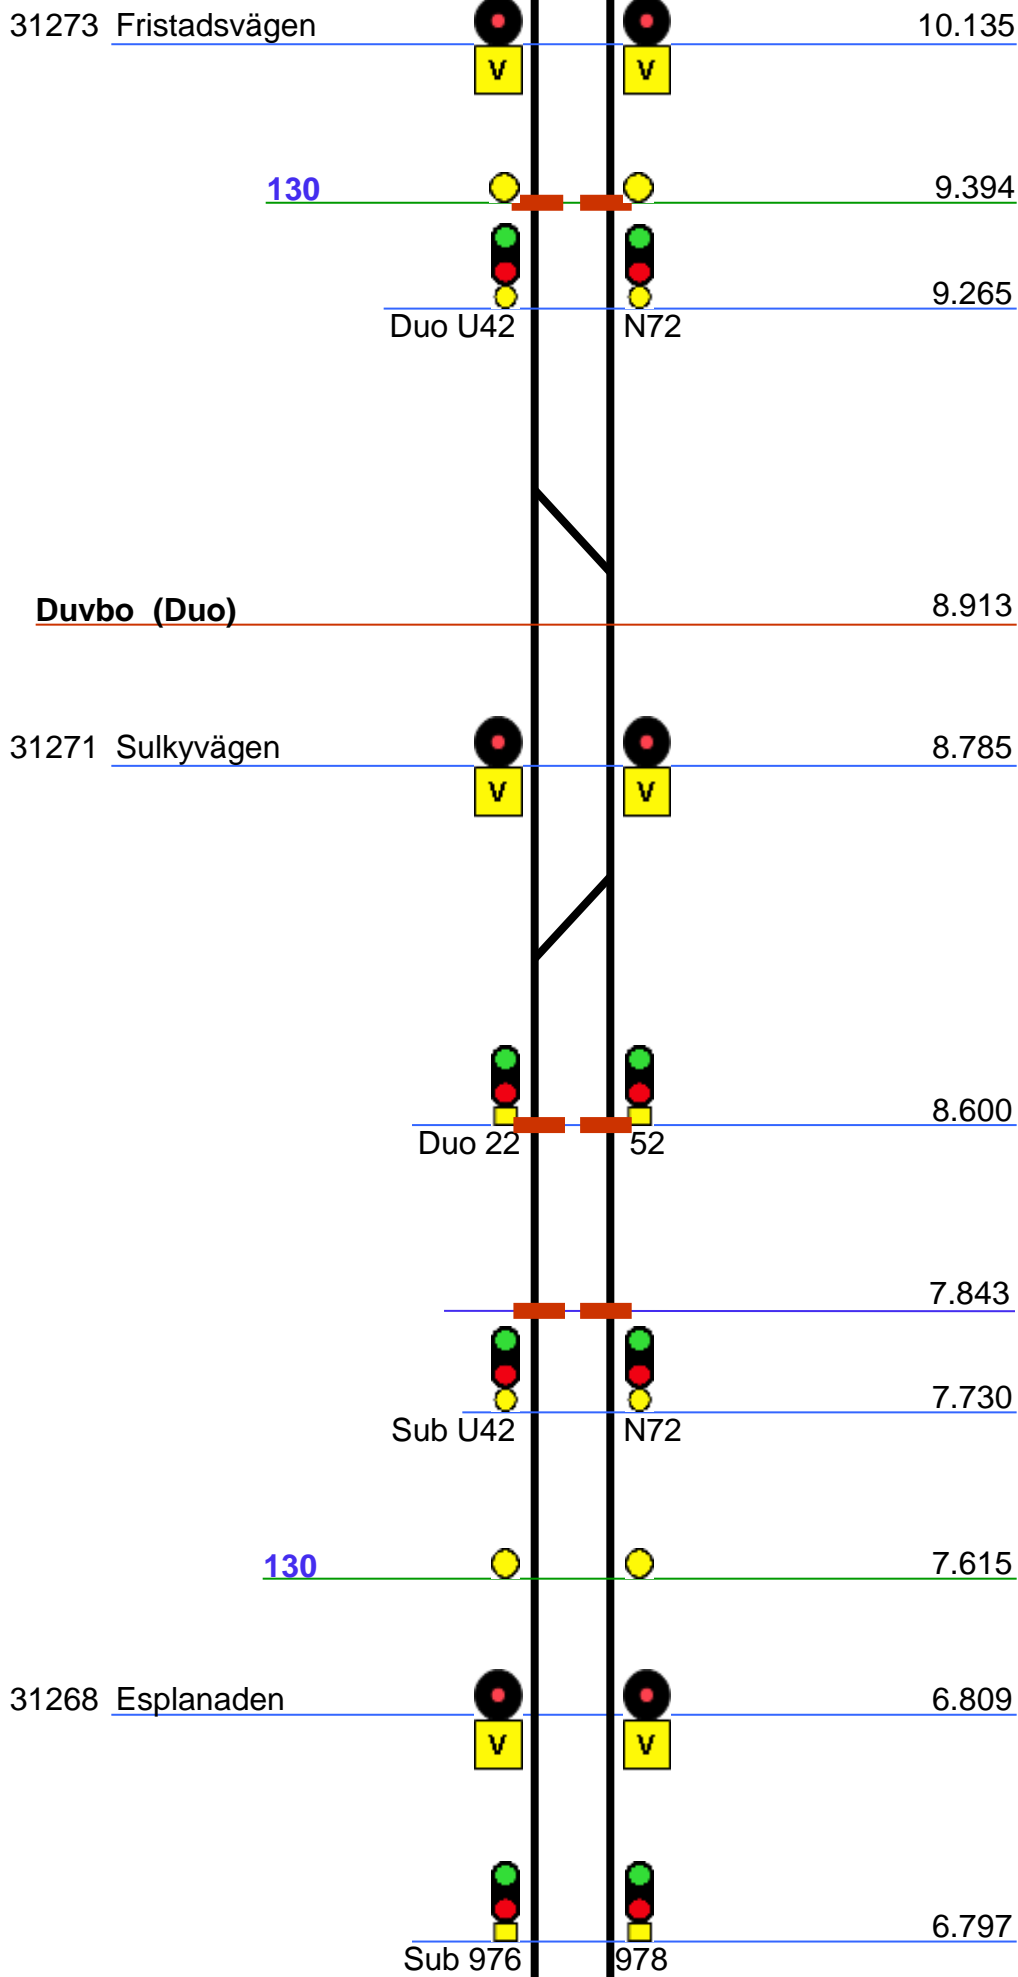 31273 Fristadsvägen 10.135
V V
130 9.394
9.265
Duo U42 N72
Duvbo (Duo) 8.913
31271 Sulkyvägen 8.785
V V
8.600
Duo 22 52
7.843
7.730
Sub U42 N72
130 7.615
31268 Esplanaden 6.809
V V
6.797
Sub 976 978